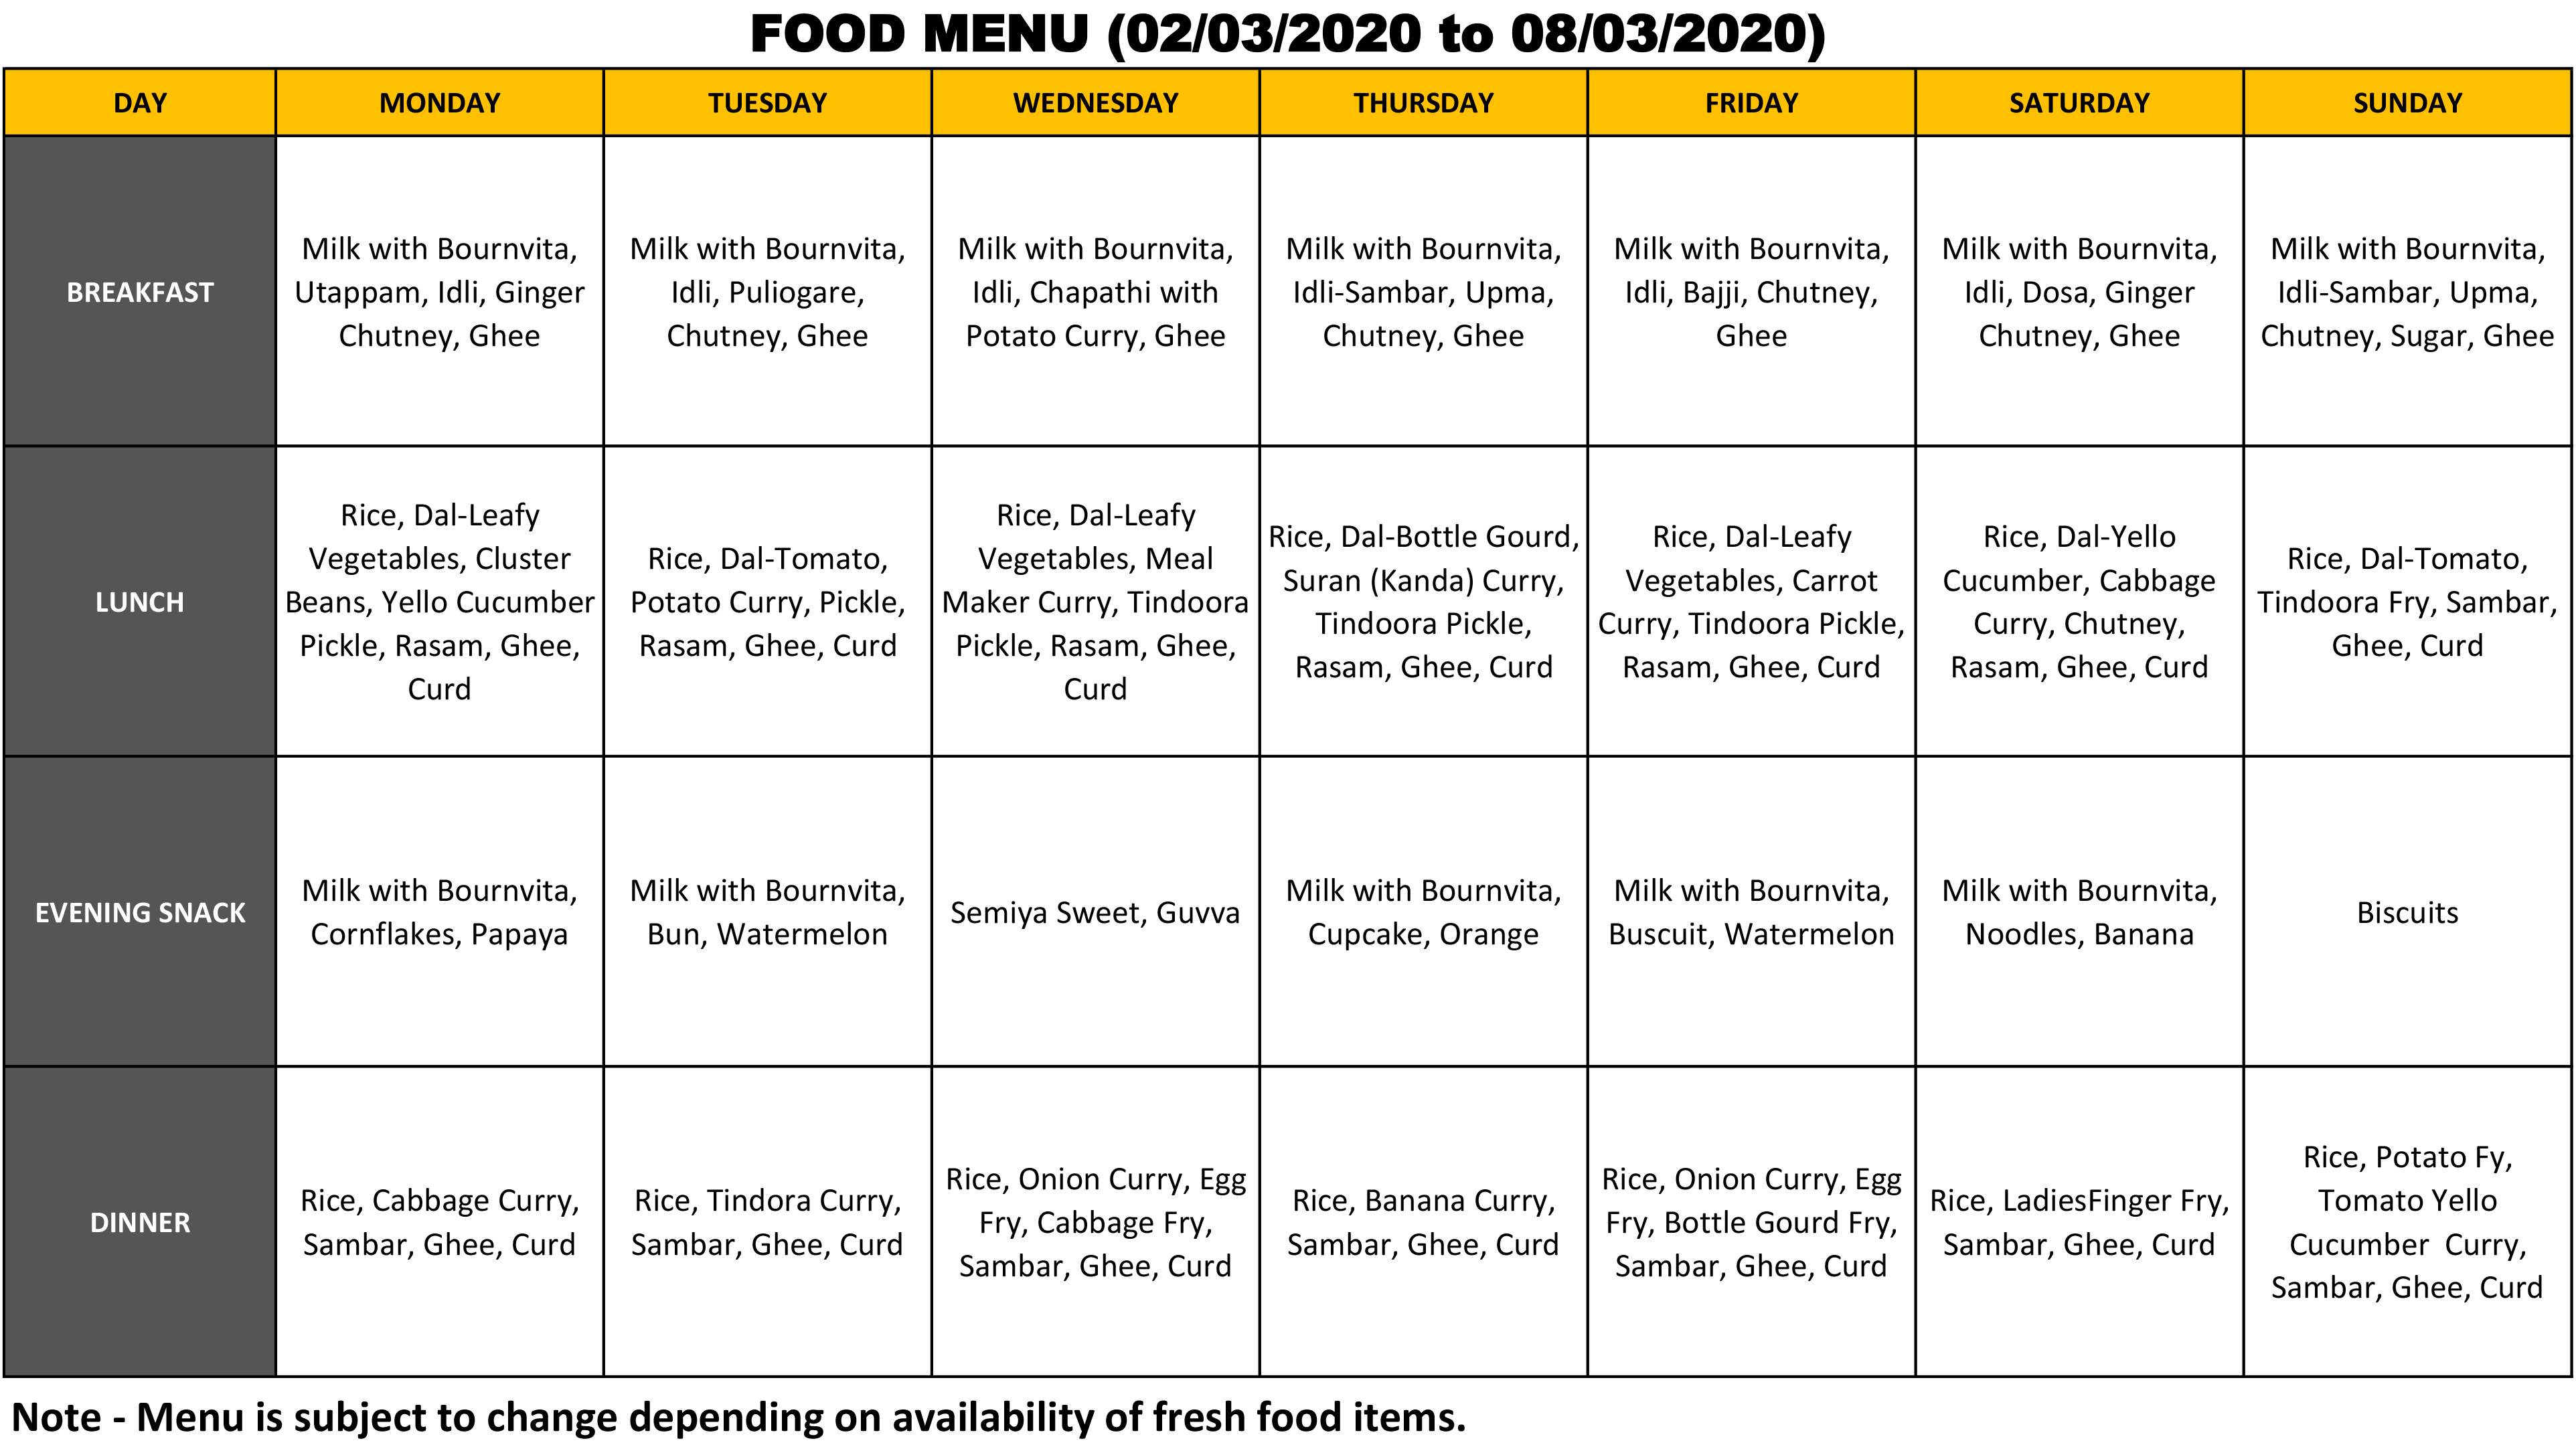 FOOD MENU (02/03/2020 to 08/03/2020)
DAY
MONDAY
TUESDAY
WEDNESDAY
THURSDAY
FRIDAY
SATURDAY
SUNDAY
BREAKFAST
Milk with Bournvita,
Utappam, Idli, Ginger
Chutney, Ghee
Milk with Bournvita,
Idli, Puliogare,
Chutney, Ghee
Milk with Bournvita,
Idli, Chapathi with
Potato Curry, Ghee
Milk with Bournvita,
Idli-Sambar, Upma,
Chutney, Ghee
Milk with Bournvita,
Idli, Bajji, Chutney,
Ghee
Milk with Bournvita,
Idli, Dosa, Ginger
Chutney, Ghee
Milk with Bournvita,
Idli-Sambar, Upma,
Chutney, Sugar, Ghee
LUNCH
Rice, Dal-Leafy
Vegetables, Cluster
Beans, Yello Cucumber
Pickle, Rasam, Ghee,
Curd
Rice, Dal-Tomato,
Potato Curry, Pickle,
Rasam, Ghee, Curd
Rice, Dal-Leafy
Vegetables, Meal
Maker Curry, Tindoora
Pickle, Rasam, Ghee,
Curd
Rice, Dal-Bottle Gourd,
Suran (Kanda) Curry,
Tindoora Pickle,
Rasam, Ghee, Curd
Rice, Dal-Leafy
Vegetables, Carrot
Curry, Tindoora Pickle,
Rasam, Ghee, Curd
Rice, Dal-Yello
Cucumber, Cabbage
Curry, Chutney,
Rasam, Ghee, Curd
Rice, Dal-Tomato,
Tindoora Fry, Sambar,
Ghee, Curd
EVENING SNACK
Milk with Bournvita,
Cornflakes, Papaya
Milk with Bournvita,
Bun, Watermelon
Semiya Sweet, Guvva
Milk with Bournvita,
Cupcake, Orange
Milk with Bournvita,
Buscuit, Watermelon
Milk with Bournvita,
Noodles, Banana
Biscuits
DINNER
Rice, Cabbage Curry,
Sambar, Ghee, Curd
Rice, Tindora Curry,
Sambar, Ghee, Curd
Rice, Onion Curry, Egg
Fry, Cabbage Fry,
Sambar, Ghee, Curd
Rice, Banana Curry,
Sambar, Ghee, Curd
Rice, Onion Curry, Egg
Fry, Bottle Gourd Fry,
Sambar, Ghee, Curd
Rice, LadiesFinger Fry,
Sambar, Ghee, Curd
Rice, Potato Fy,
Tomato Yello
Cucumber  Curry,
Sambar, Ghee, Curd
Note - Menu is subject to change depending on availability of fresh food items.